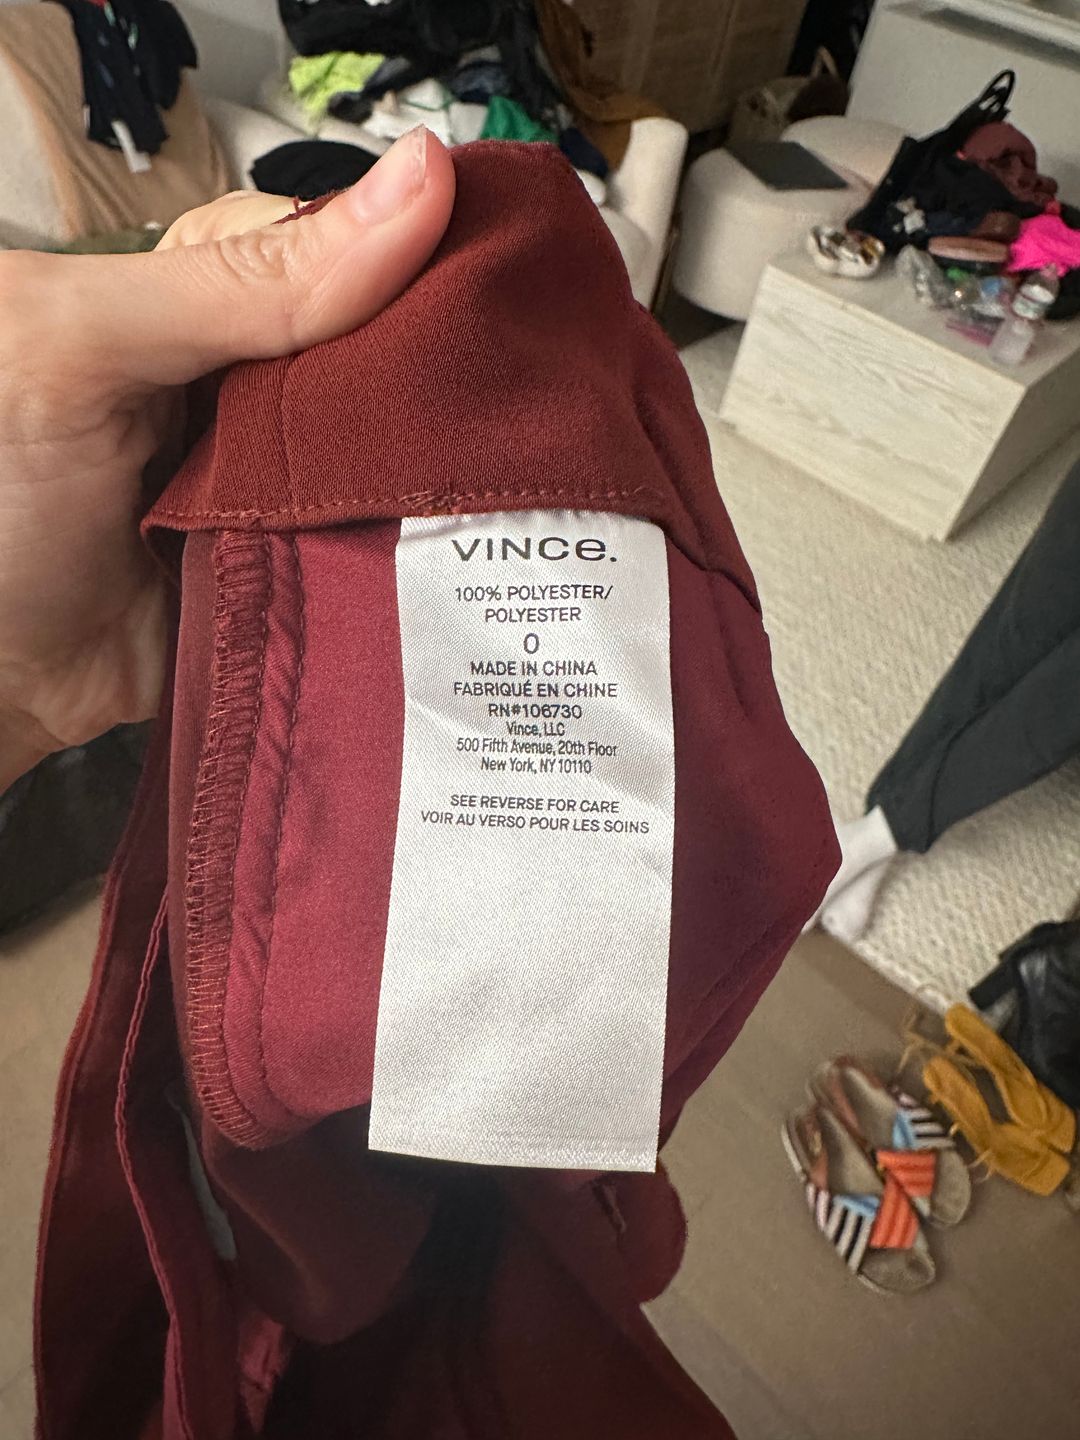 VINCe.
100% POLYESTER/
POLYESTER
0
MADE IN CHINA
FABRIQUÉ EN CHINE
RN#106730
Vince, LLC
500 Fifth Avenue, 20th Floor
New York, NY 10110
SEE REVERSE FOR CARE
VOIR AU VERSO POUR LES SOINS